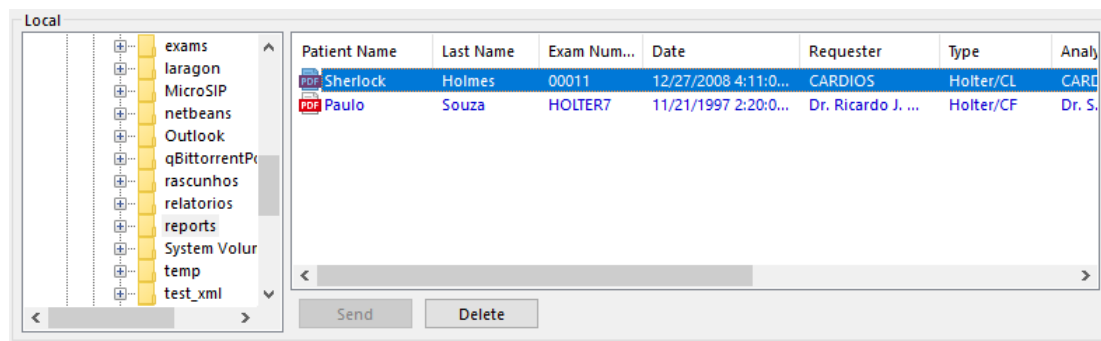 Local
exams
laragon
MicroSIP
netbeans
Outlook
qBittorrentPo
rascunhos
relatorios
reports
System Volur
temp
test_xml
Patient Name Last Name Exam Num... Date Requester Type Analy
PDF Sherlock Holmes 00011 12/27/2008 4:11:0... CARDIOS Holter/CL CARD
PDF Paulo Souza HOLTER7 11/21/1997 2:20:0... Dr. Ricardo J. ... Holter/CF Dr. S.
Send Delete